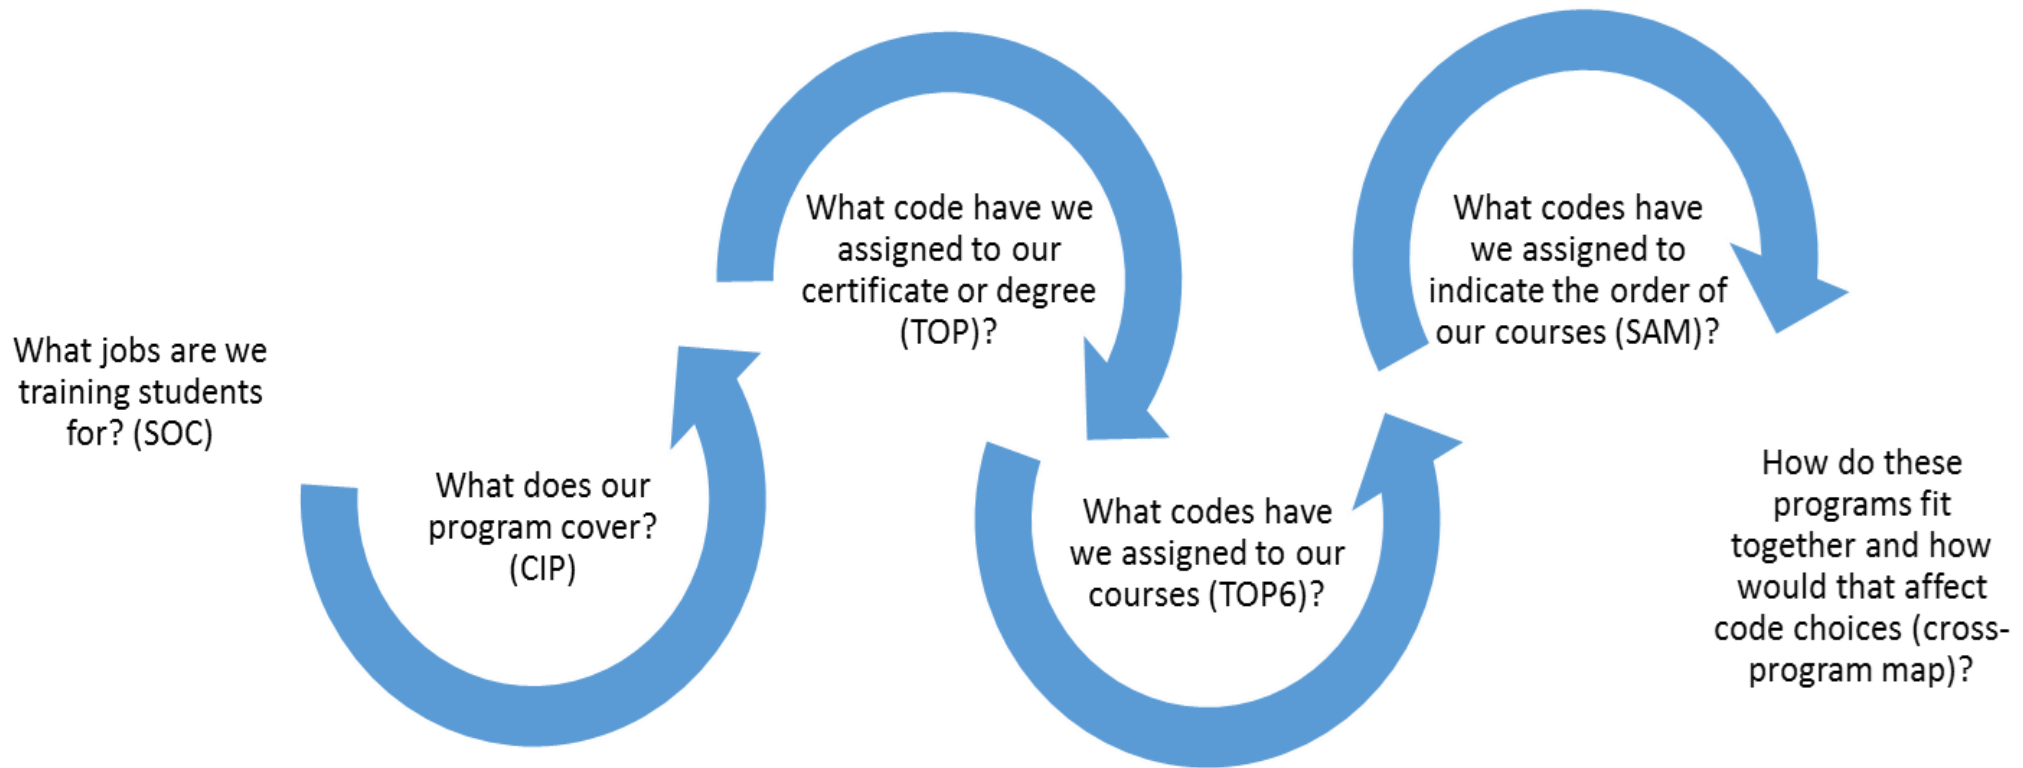 What jobs are we
training students
for? (SOC)
What does our
program cover?
(CIP)
What code have we
assigned to our
certificate or degree
(TOP)?
What codes have
we assigned to our
courses (TOP6)?
What codes have
we assigned to
indicate the order of
our courses (SAM)?
How do these
programs fit
together and how
would that affect
code choices (cross-
program map)?